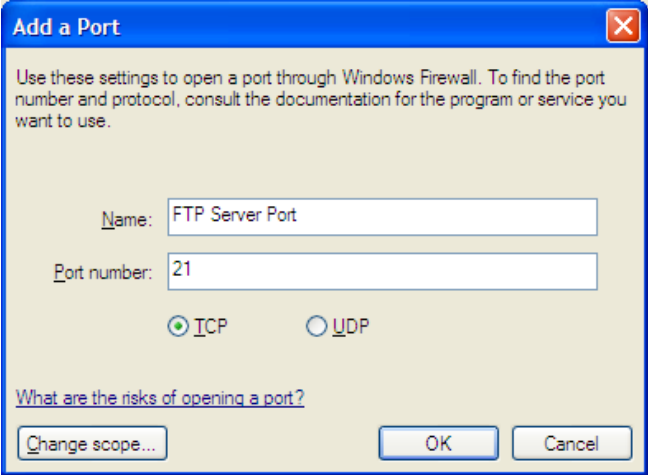 Add a Port
Use these settings to open a port through Windows Firewall. To find the port
number and protocol, consult the documentation for the program or service you
want to use.
Name: FTP Server Port
Port number: 21
TCP UDP
What are the risks of opening a port?
Change scope... OK Cancel